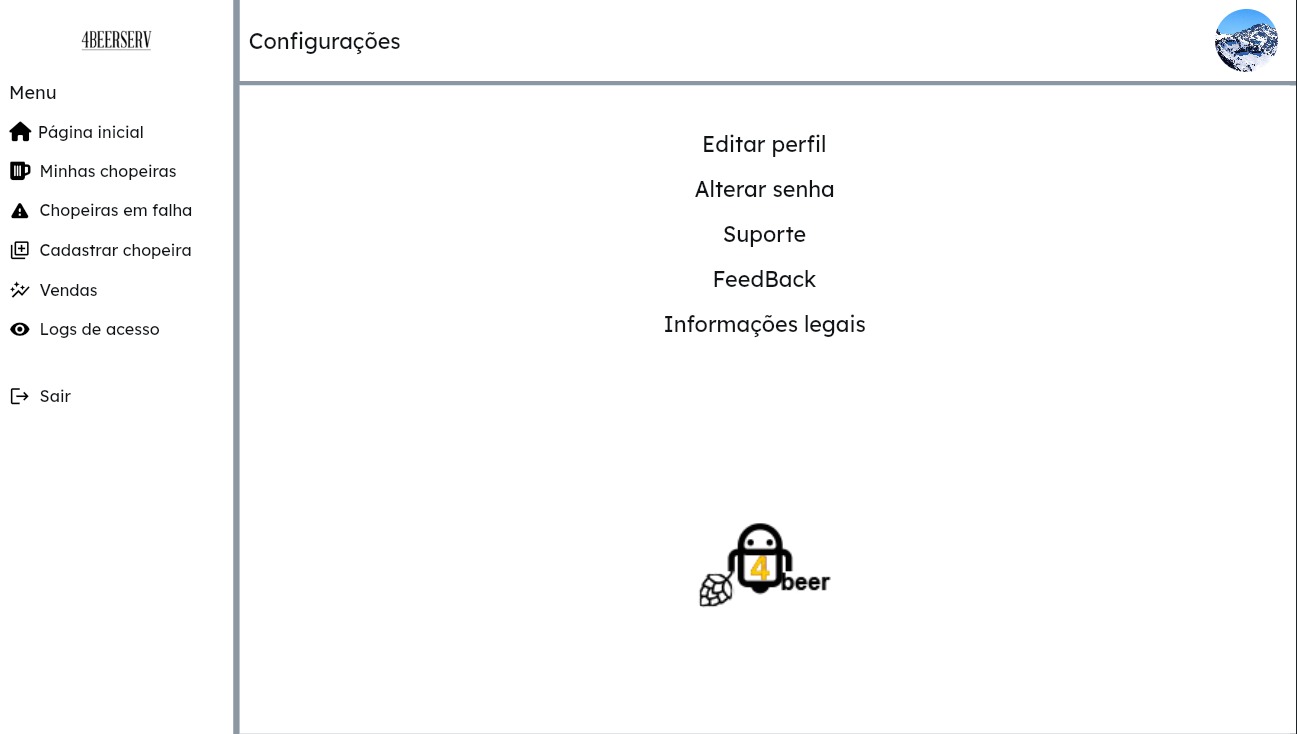 4BEERSERV
Configurações
Menu
Página inicial
Minhas chopeiras
Chopeiras em falha
Cadastrar chopeira
Vendas
Logs de acesso
Sair
Editar perfil
Alterar senha
Suporte
FeedBack
Informações legais
4
beer